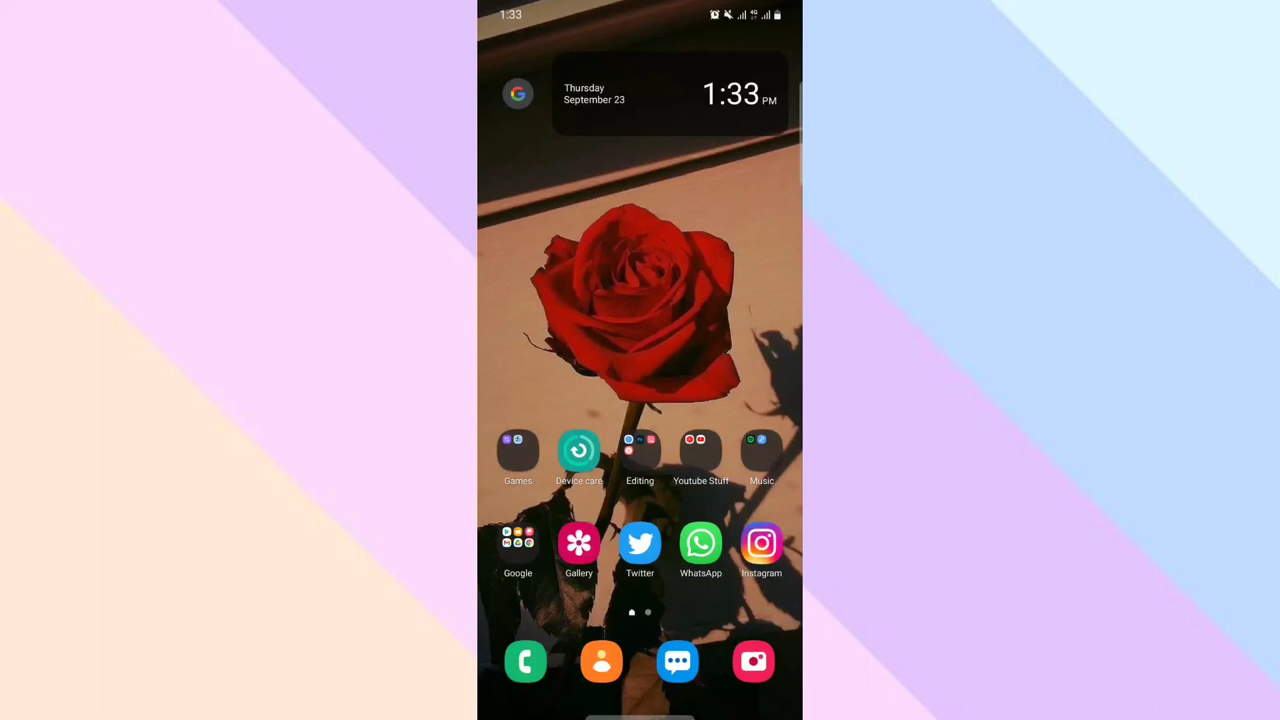 1:33
4G
Thursday
September 23
1:33 PM
Games
Device care
Editing
Youtube Stuff
Music
Google
Gallery
Twitter
WhatsApp
Instagram